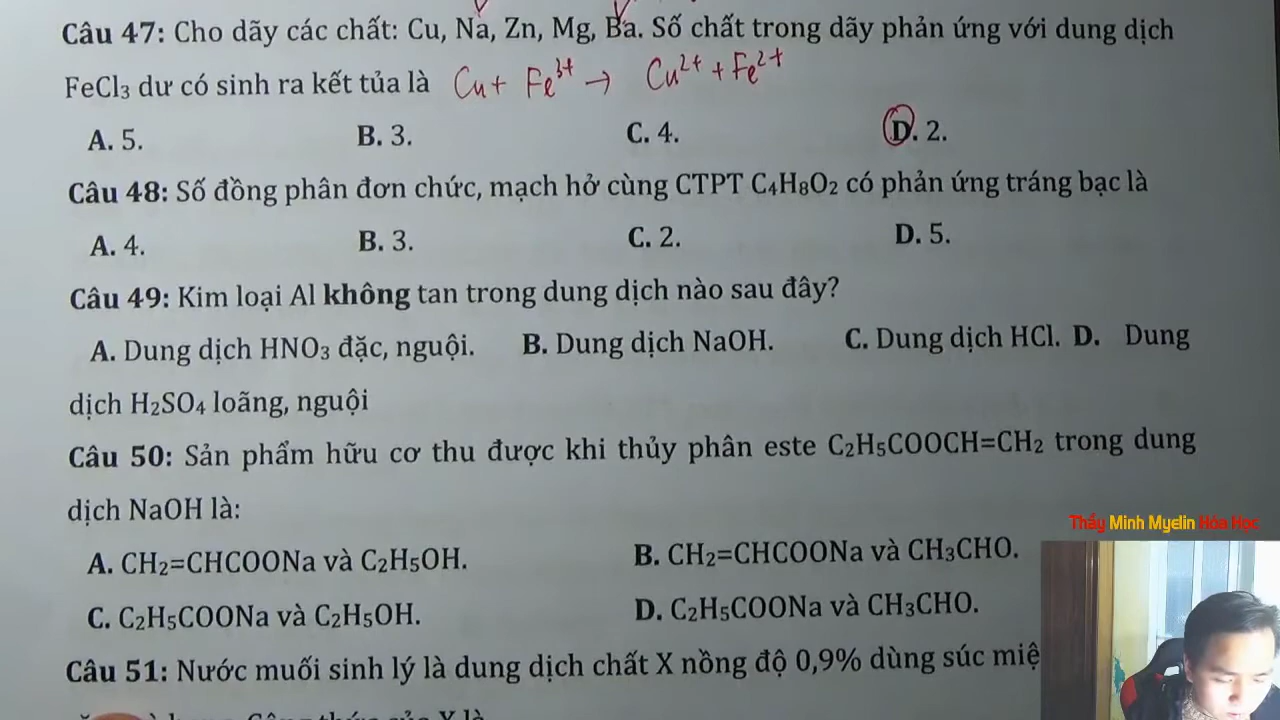 Câu 47: Cho dãy các chất: Cu, Na, Zn, Mg, Ba. Số chất trong dãy phản ứng với dung dịch
FeCl₃ dư có sinh ra kết tủa là Cu + Fe³⁺ → Cu²⁺ + Fe²⁺
A. 5. B. 3. C. 4. D. 2.
Câu 48: Số đồng phân đơn chức, mạch hở cùng CTPT C₄H₈O₂ có phản ứng tráng bạc là
A. 4. B. 3. C. 2. D. 5.
Câu 49: Kim loại Al không tan trong dung dịch nào sau đây?
A. Dung dịch HNO₃ đặc, nguội. B. Dung dịch NaOH. C. Dung dịch HCl. D. Dung
dịch H₂SO₄ loãng, nguội
Câu 50: Sản phẩm hữu cơ thu được khi thủy phân este C₂H₅COOCH=CH₂ trong dung
dịch NaOH là:
Thầy Minh Myelin Hóa Học
A. CH₂=CHCOONa và C₂H₅OH. B. CH₂=CHCOONa và CH₃CHO.
C. C₂H₅COONa và C₂H₅OH. D. C₂H₅COONa và CH₃CHO.
Câu 51: Nước muối sinh lý là dung dịch chất X nồng độ 0,9% dùng súc